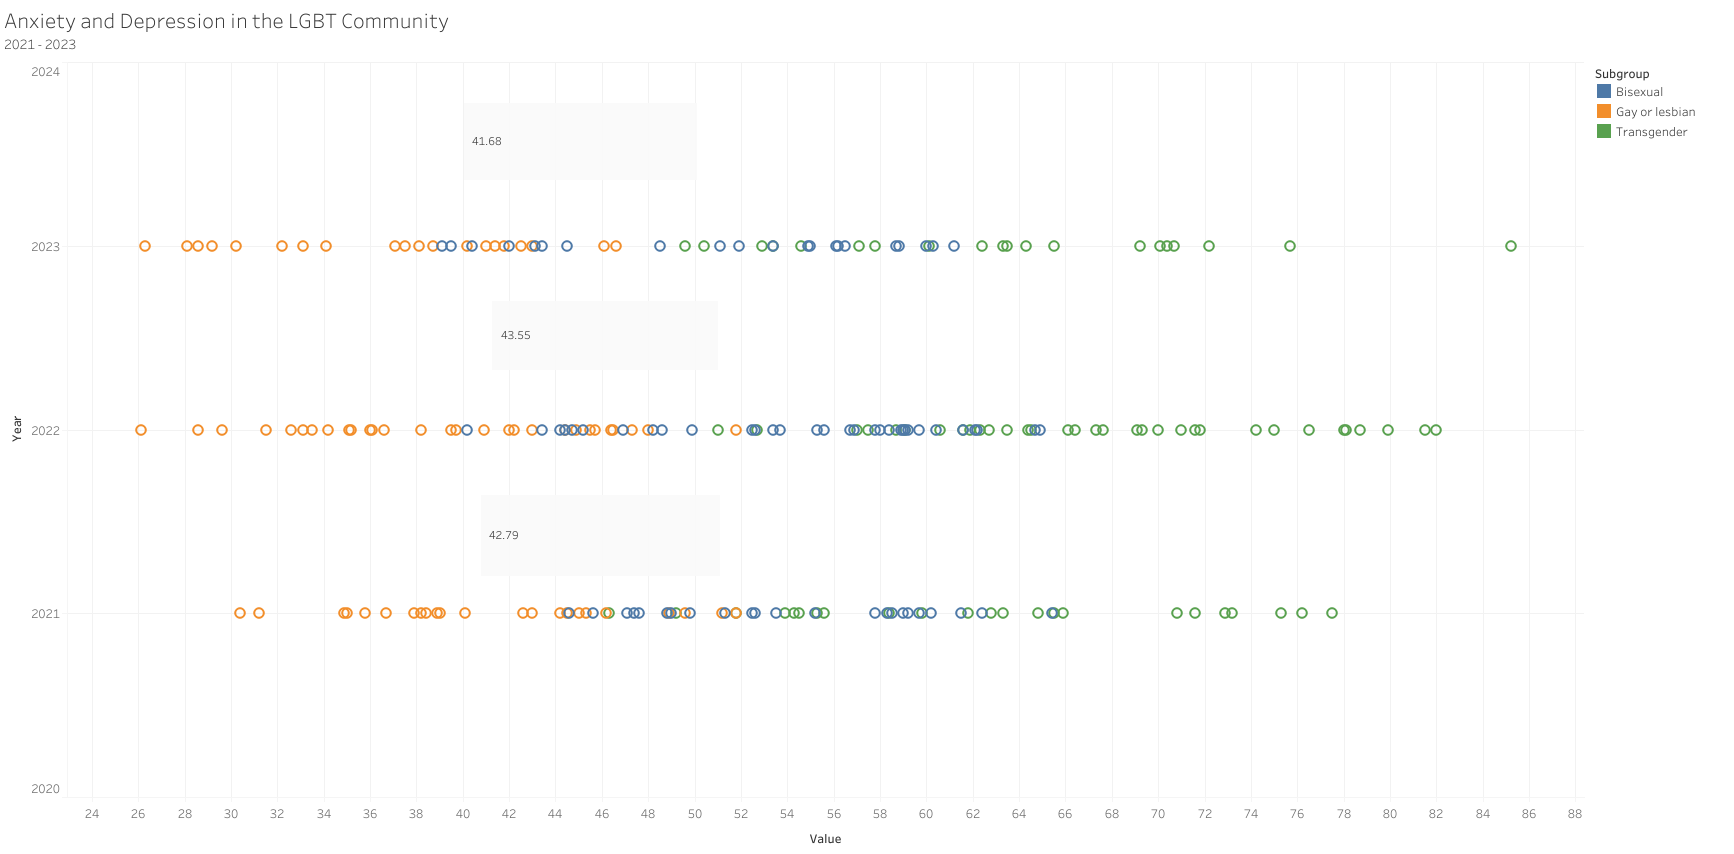 Anxiety and Depression in the LGBT Community
2021 - 2023
2024
Subgroup
Bisexual
Gay or lesbian
Transgender
41.68
2023
43.55
Year
2022
42.79
2021
2020
24 26 28 30 32 34 36 38 40 42 44 46 48 50 52 54 56 58 60 62 64 66 68 70 72 74 76 78 80 82 84 86 88
Value